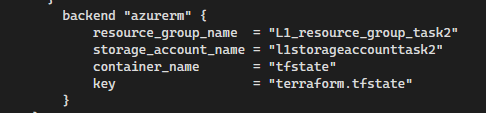 }
backend "azurerm" {
resource_group_name = "L1_resource_group_task2"
storage_account_name = "l1storageaccounttask2"
container_name = "tfstate"
key = "terraform.tfstate"
}